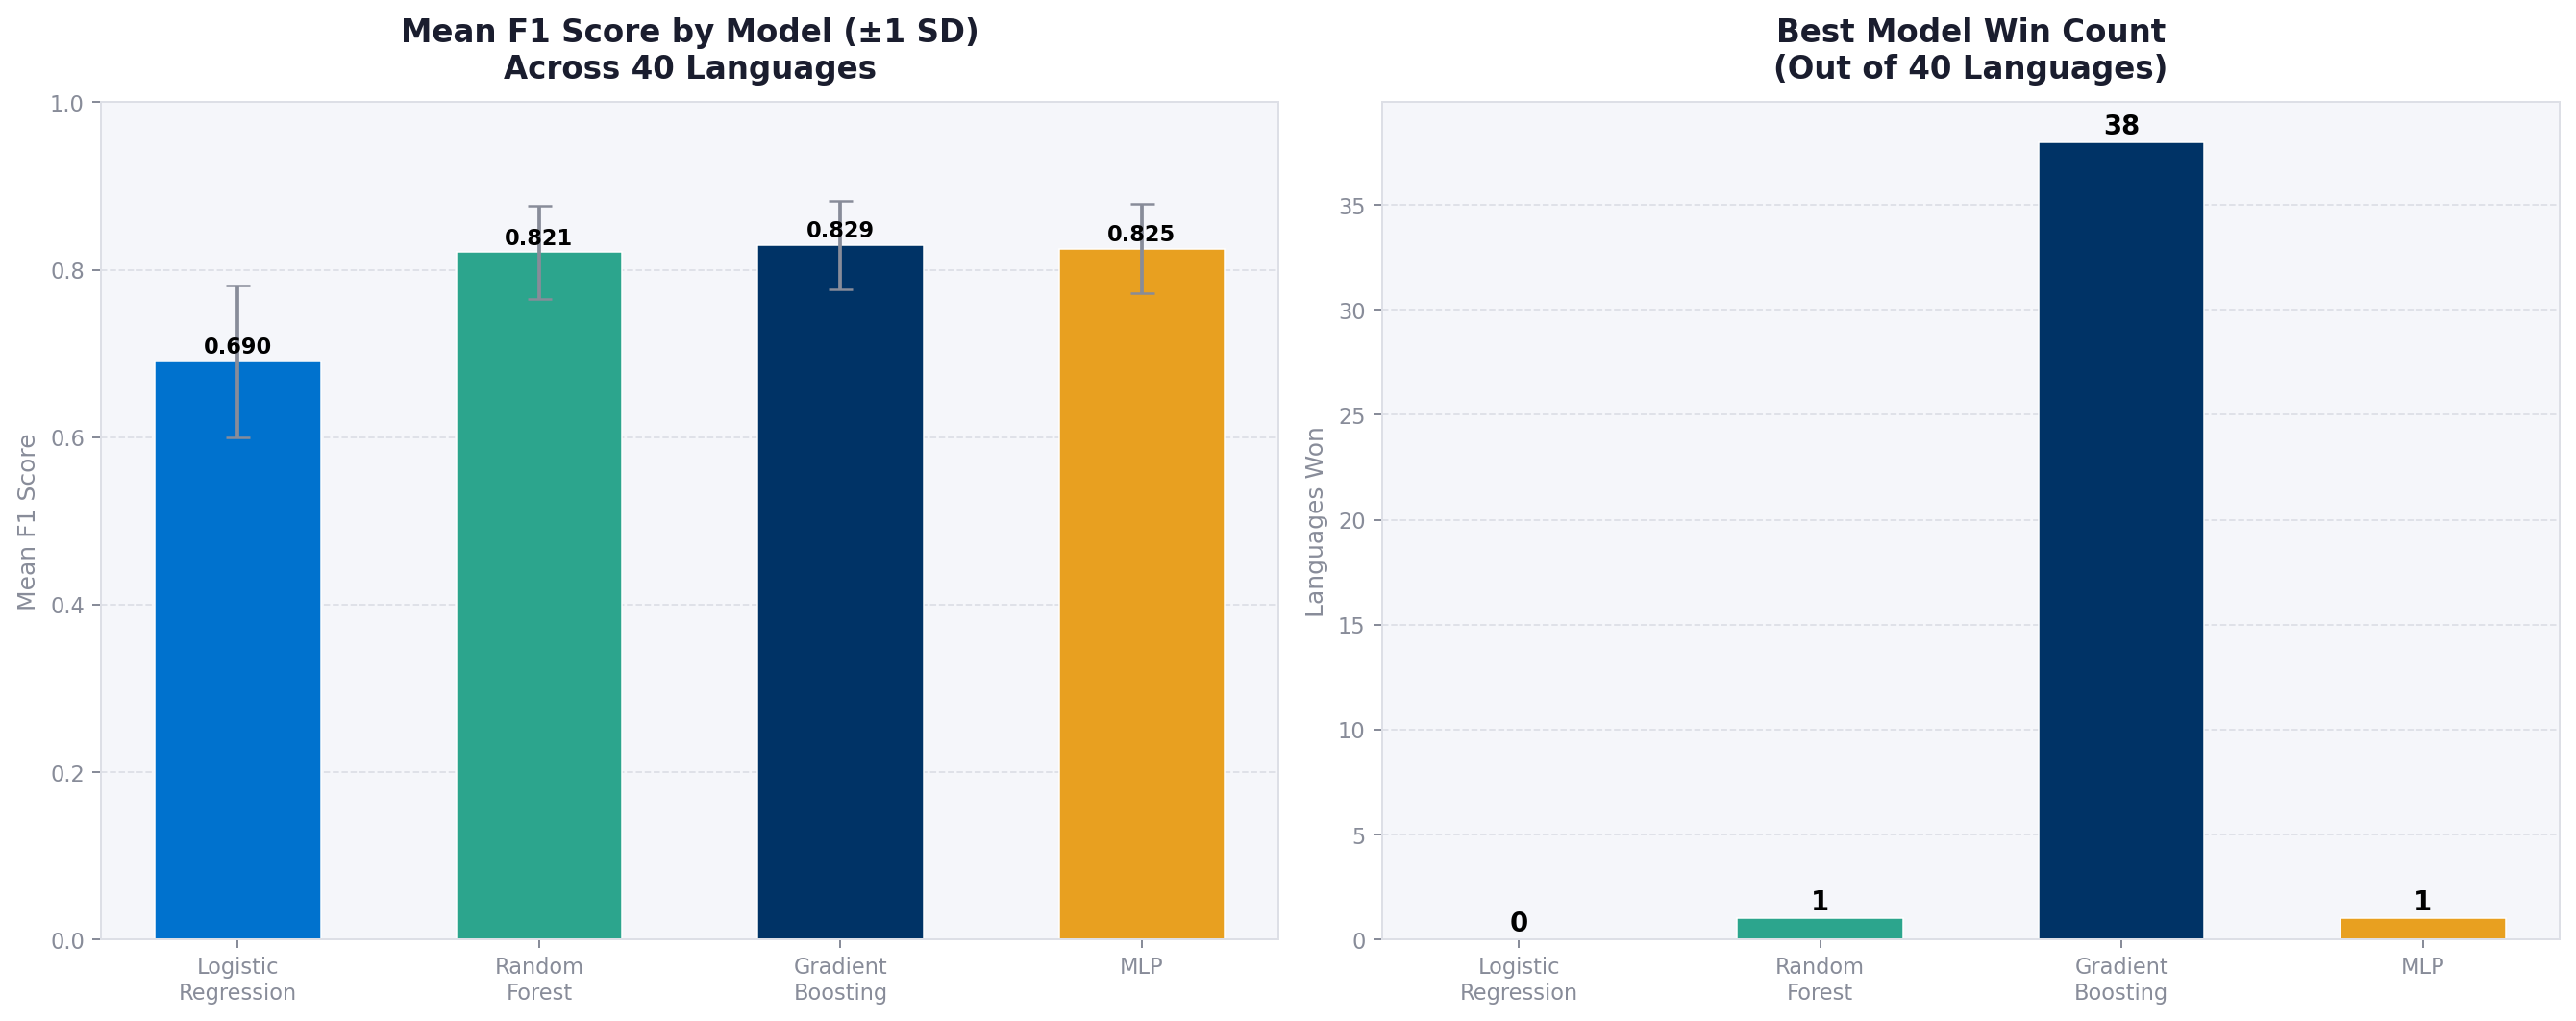 Mean F1 Score by Model (±1 SD)
Across 40 Languages
Mean F1 Score
1.0
0.8
0.6
0.4
0.2
0.0
0.690
0.821
0.829
0.825
Logistic
Regression
Random
Forest
Gradient
Boosting
MLP
Best Model Win Count
(Out of 40 Languages)
Languages Won
35
30
25
20
15
10
5
0
0
1
38
1
Logistic
Regression
Random
Forest
Gradient
Boosting
MLP